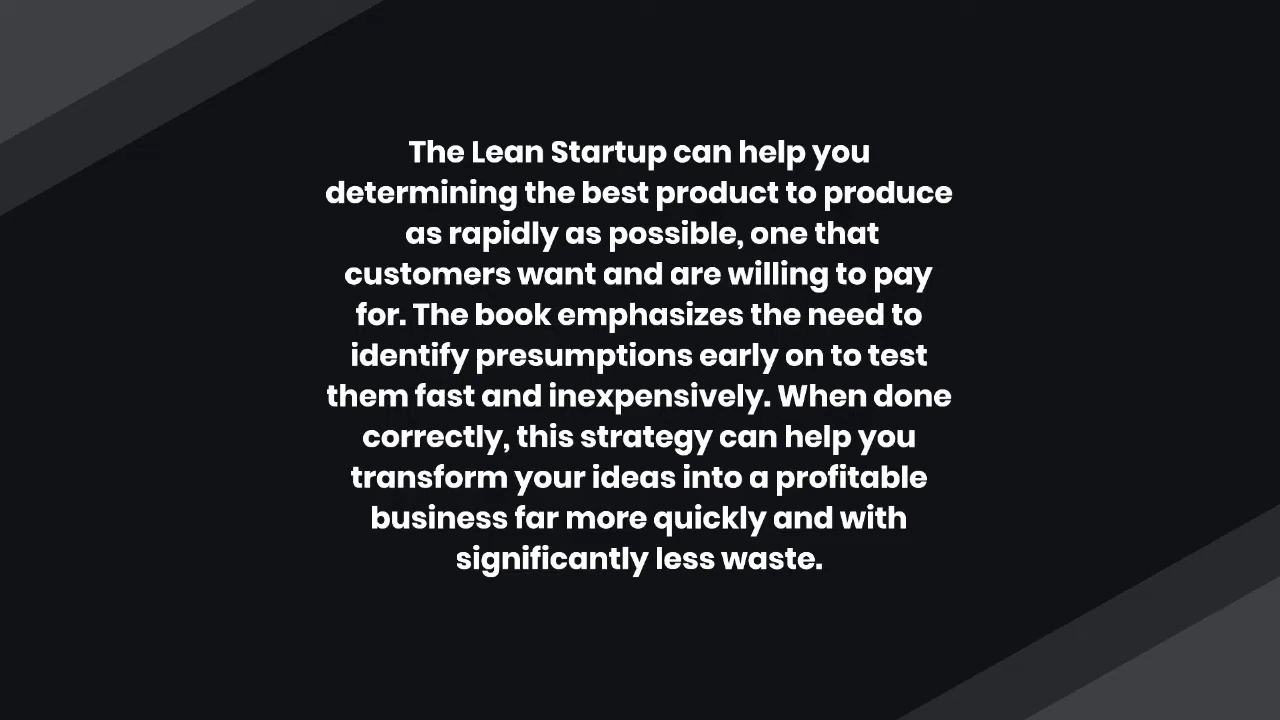 The Lean Startup can help you
determining the best product to produce
as rapidly as possible, one that
customers want and are willing to pay
for. The book emphasizes the need to
identify presumptions early on to test
them fast and inexpensively. When done
correctly, this strategy can help you
transform your ideas into a profitable
business far more quickly and with
significantly less waste.